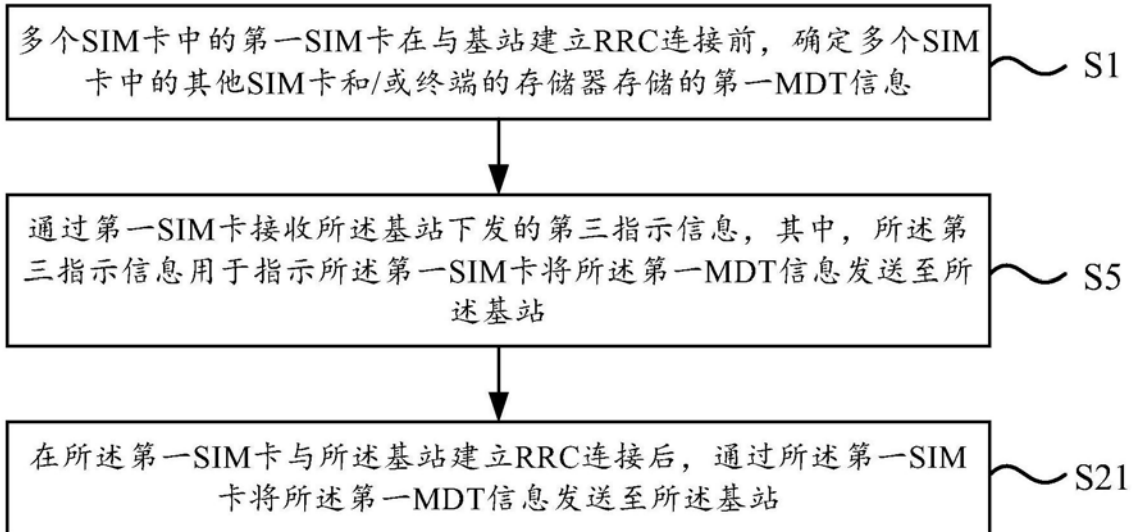 多个SIM卡中的第一SIM卡在与基站建立RRC连接前，确定多个SIM
卡中的其他SIM卡和/或终端的存储器存储的第一MDT信息
S1
通过第一SIM卡接收所述基站下发的第三指示信息，其中，所述第
三指示信息用于指示所述第一SIM卡将所述第一MDT信息发送至所
述基站
S5
在所述第一SIM卡与所述基站建立RRC连接后，通过所述第一SIM
卡将所述第一MDT信息发送至所述基站
S21